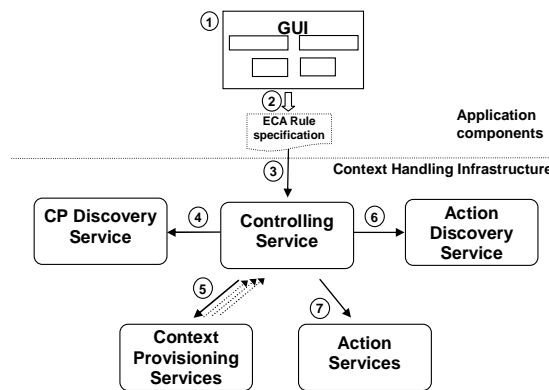 1
GUI
2
ECA Rule
specification
Application
components
3
Context Handling Infrastructure
CP Discovery
Service
4
Controlling
Service
6
Action
Discovery
Service
5
7
Context
Provisioning
Services
Action
Services